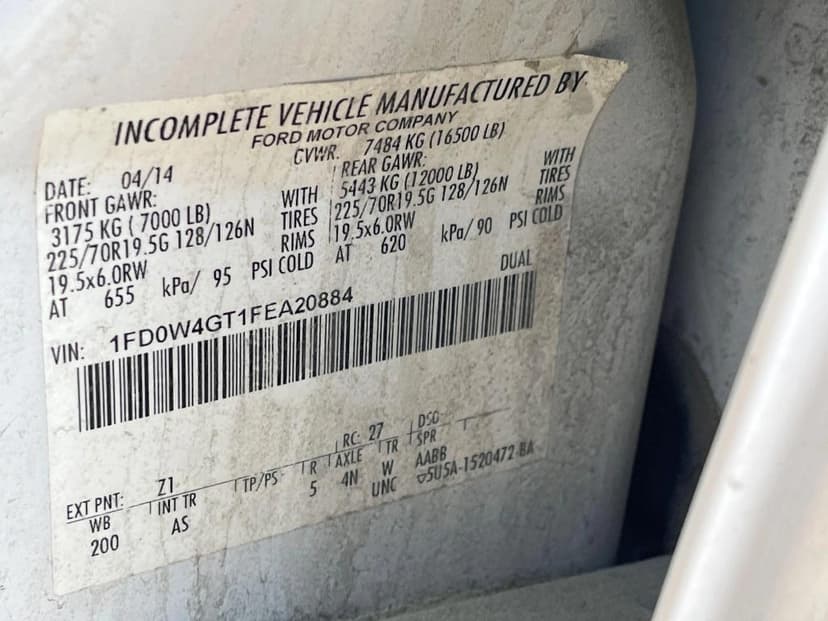 INCOMPLETE VEHICLE MANUFACTURED BY
FORD MOTOR COMPANY
DATE: 04/14 GVWR: 7484 KG (16500 LB)
FRONT GAWR: REAR GAWR:
3175 KG ( 7000 LB) WITH 5443 KG (12000 LB) WITH
225/70R19.5G 128/126N TIRES 225/70R19.5G 128/126N TIRES
19.5x6.0RW RIMS 19.5x6.0RW RIMS
AT 655 kPa/ 95 PSI COLD AT 620 kPa/ 90 PSI COLD
VIN: 1FD0W4GT1FEA20884 DUAL
EXT PNT: Z1 RC: 27 DSO
WB INT TR TP/PS R AXLE TR SPR
200 AS 5 4N W AABB
UNC 5U5A-1520472-BA